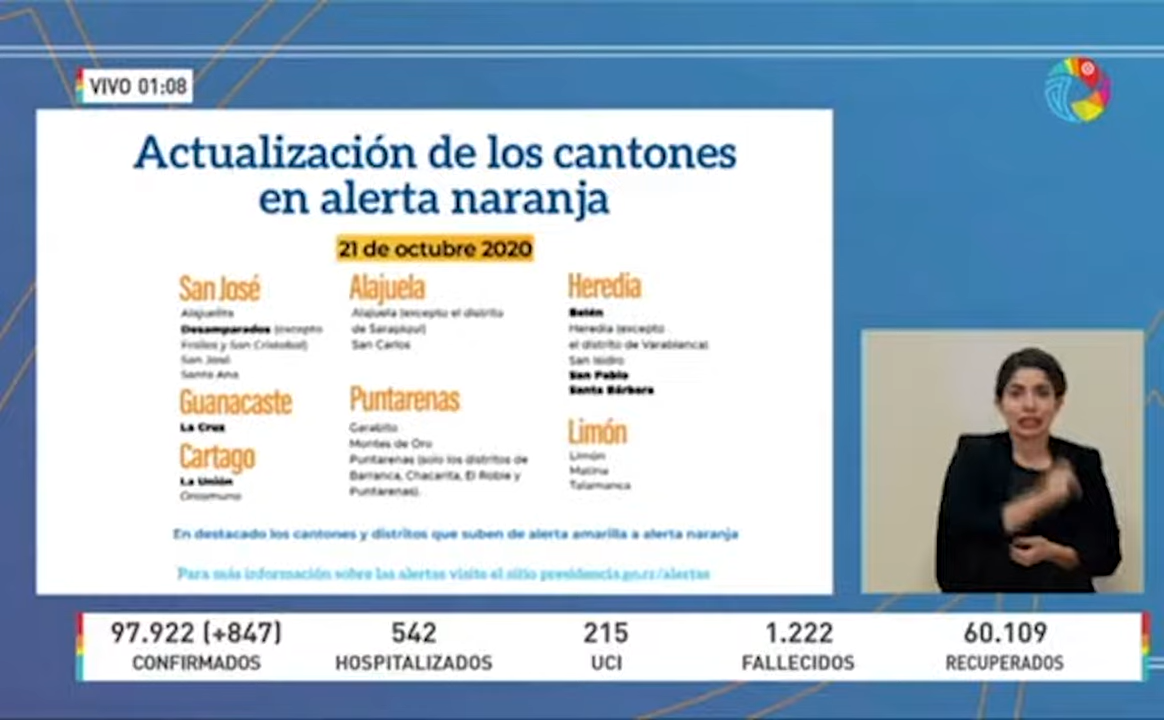 VIVO 01:08
Actualización de los cantones
en alerta naranja
21 de octubre 2020
San José
Alajuelita
Desamparados (excepto
Frailes y San Cristobal)
San José
Santa Ana
Guanacaste
La Cruz
Cartago
La Unión
Oreamuno
Alajuela
Alajuela (excepto el distrito
de Sarapiquí)
San Carlos
Puntarenas
Garabito
Montes de Oro
Puntarenas (solo los distritos de
Barranca, Chacarita, El Roble y
Puntarenas).
Heredia
Belén
Heredia (excepto
el distrito de Varablanca)
San Isidro
San Pablo
Santa Bárbara
Limón
Limón
Matina
Talamanca
En destacado los cantones y distritos que suben de alerta amarilla a alerta naranja
Para más información sobre las alertas visite el sitio presidencia.go.cr/alertas
97.922 (+847) 542 215 1.222 60.109
CONFIRMADOS HOSPITALIZADOS UCI FALLECIDOS RECUPERADOS